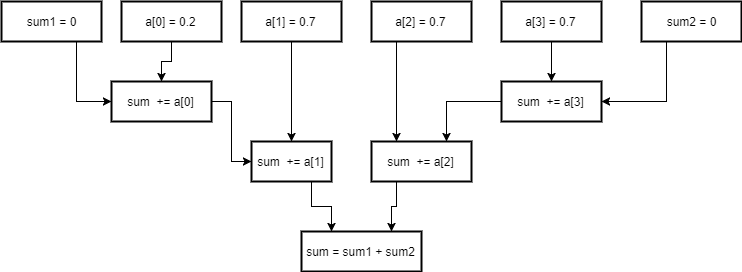 sum1 = 0
a[0] = 0.2
a[1] = 0.7
a[2] = 0.7
a[3] = 0.7
sum2 = 0
sum += a[0]
sum += a[3]
sum += a[1]
sum += a[2]
sum = sum1 + sum2